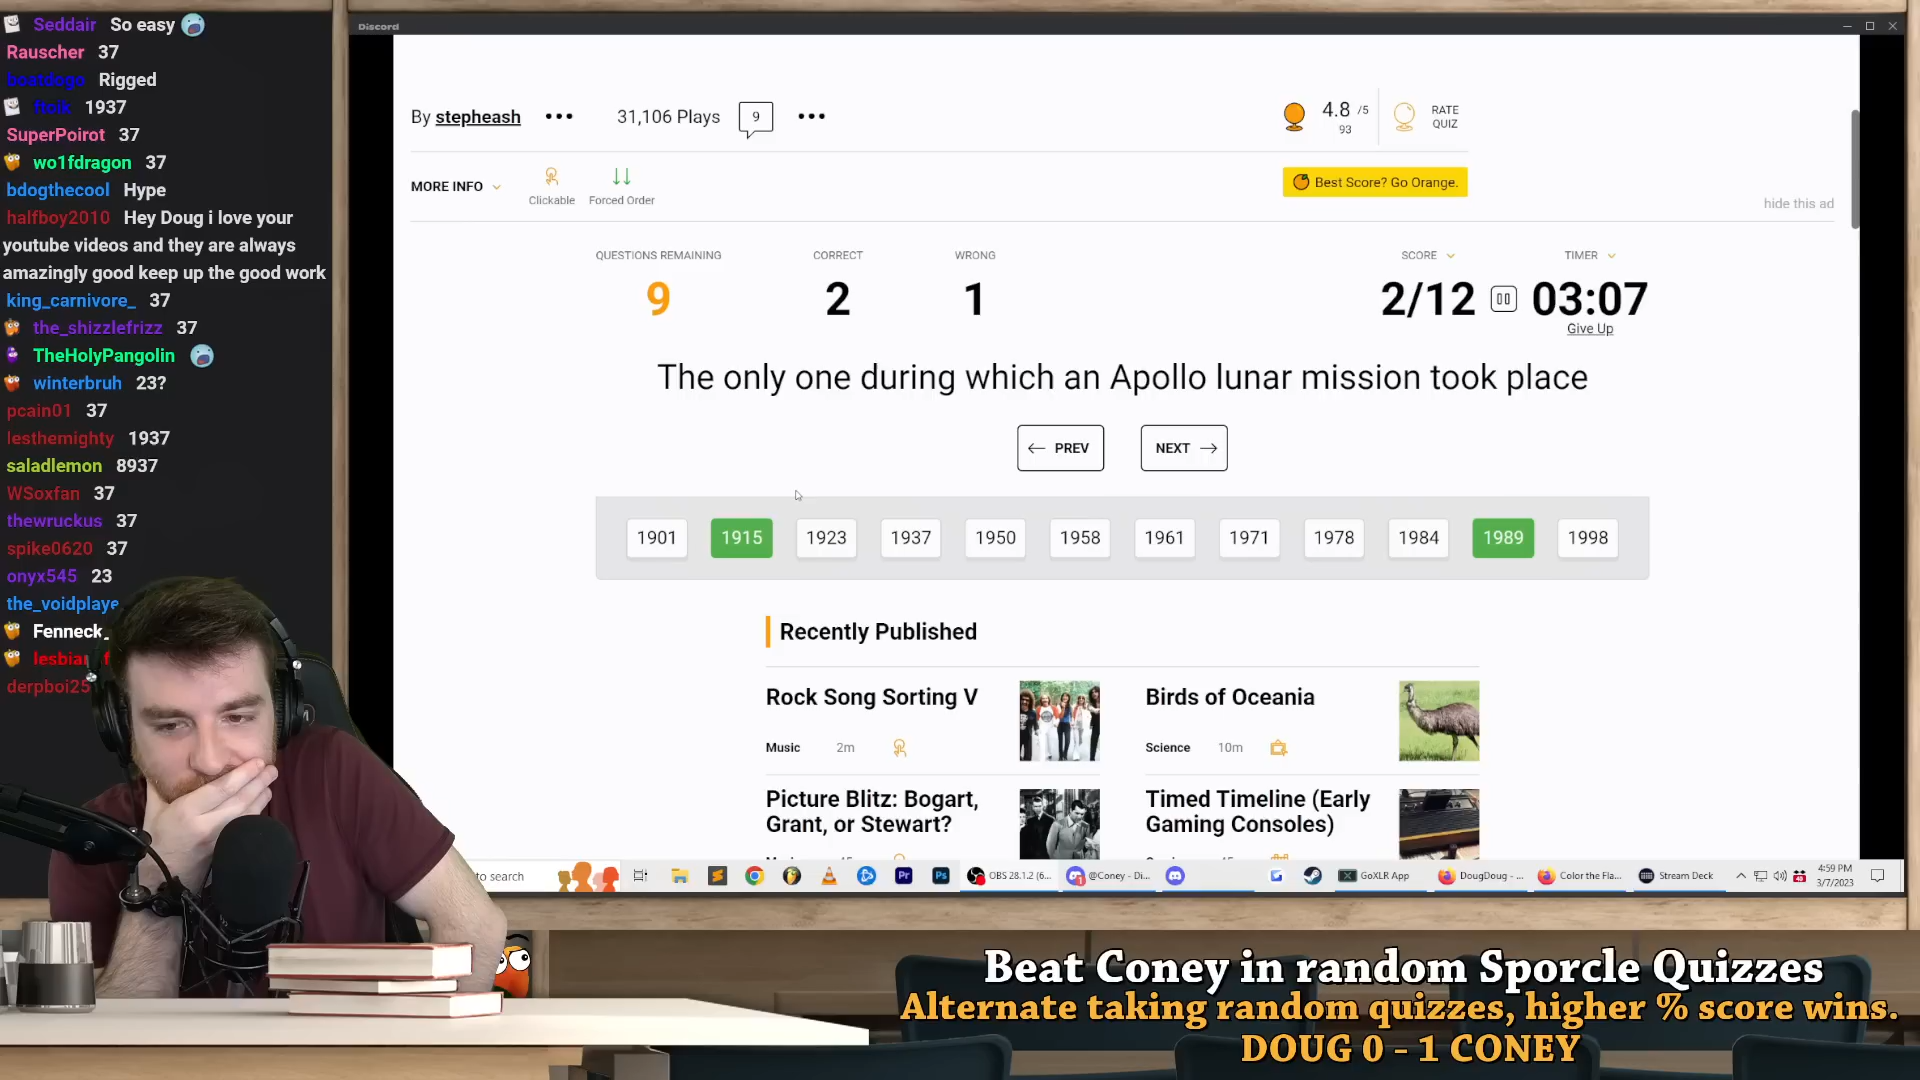 Seddair So easy
Rauscher 37
boatdogo Rigged
ftoik 1937
SuperPoirot 37
wo1fdragon 37
bdogthecool Hype
halfboy2010 Hey Doug i love your
youtube videos and they are always
amazingly good keep up the good work
king_carnivore_ 37
the_shizzlefrizz 37
TheHolyPangolin
winterbruh 23?
pcain01 37
lesthemighty 1937
saladlemon 8937
WSoxfan 37
thewruckus 37
spike0620 37
onyx545 23
the_voidplaye
Fenneck_
derpboi25
Discord
By stepheash
31,106 Plays
9
4.8 /5
93
RATE
QUIZ
MORE INFO
Clickable
Forced Order
Best Score? Go Orange.
hide this ad
QUESTIONS REMAINING
CORRECT
WRONG
SCORE
TIMER
9
2
1
2/12
03:07
Give Up
The only one during which an Apollo lunar mission took place
← PREV
NEXT →
1901 1915 1923 1937 1950 1958 1961 1971 1978 1984 1989 1998
Recently Published
Rock Song Sorting V
Music 2m
Birds of Oceania
Science 10m
Picture Blitz: Bogart,
Grant, or Stewart?
Timed Timeline (Early
Gaming Consoles)
to search
OBS 28.1.2 (6...
@Coney - Di...
GoXLR App
DougDoug - ...
Color the Fla...
Stream Deck
4:59 PM
3/7/2023
Beat Coney in random Sporcle Quizzes
Alternate taking random quizzes, higher % score wins.
DOUG 0 - 1 CONEY